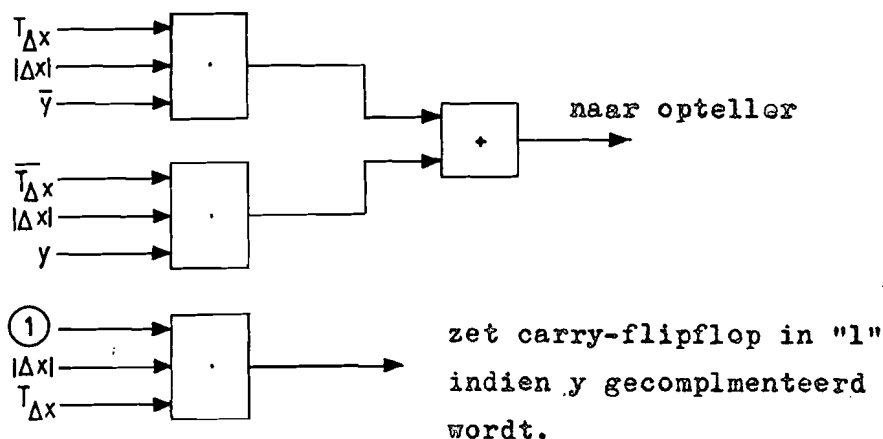 T_Δx
|Δx|
ȳ
·
+
naar opteller
T̅_Δx
|Δx|
y
·
1
|Δx|
T_Δx
·
zet carry-flipflop in "1"
indien y gecomplmenteerd
wordt.